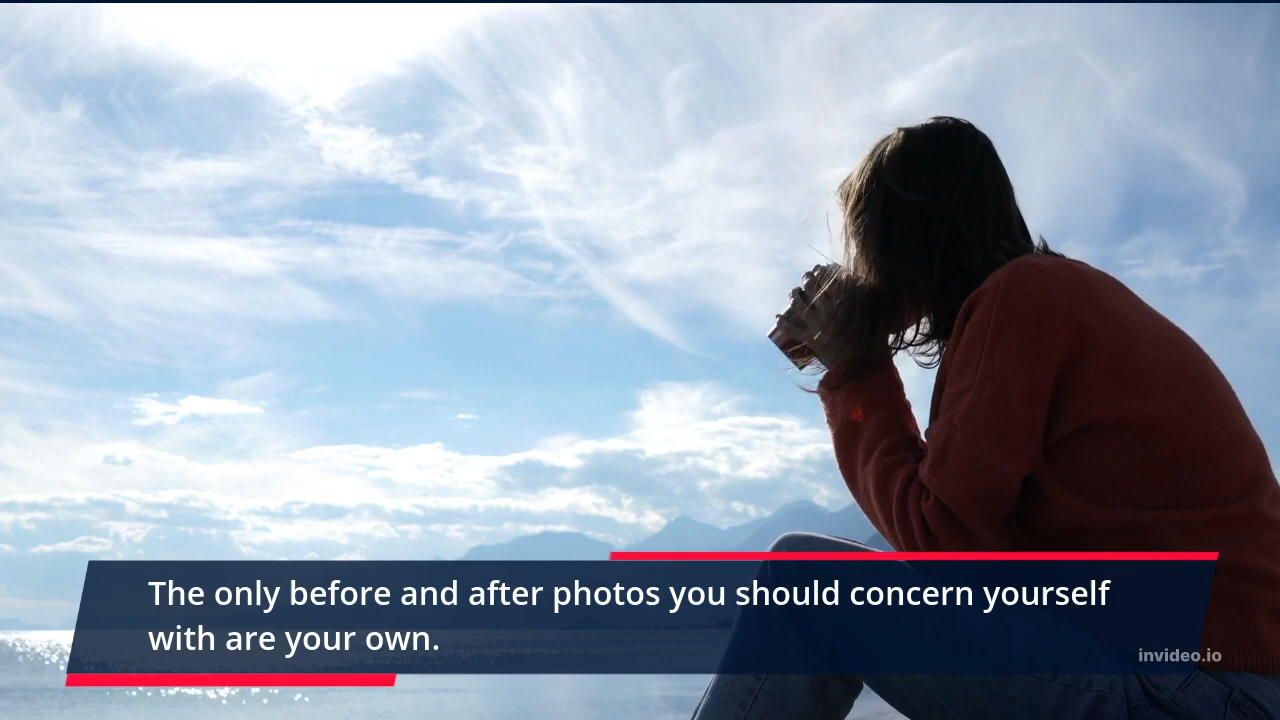 The only before and after photos you should concern yourself
with are your own.
invideo.io